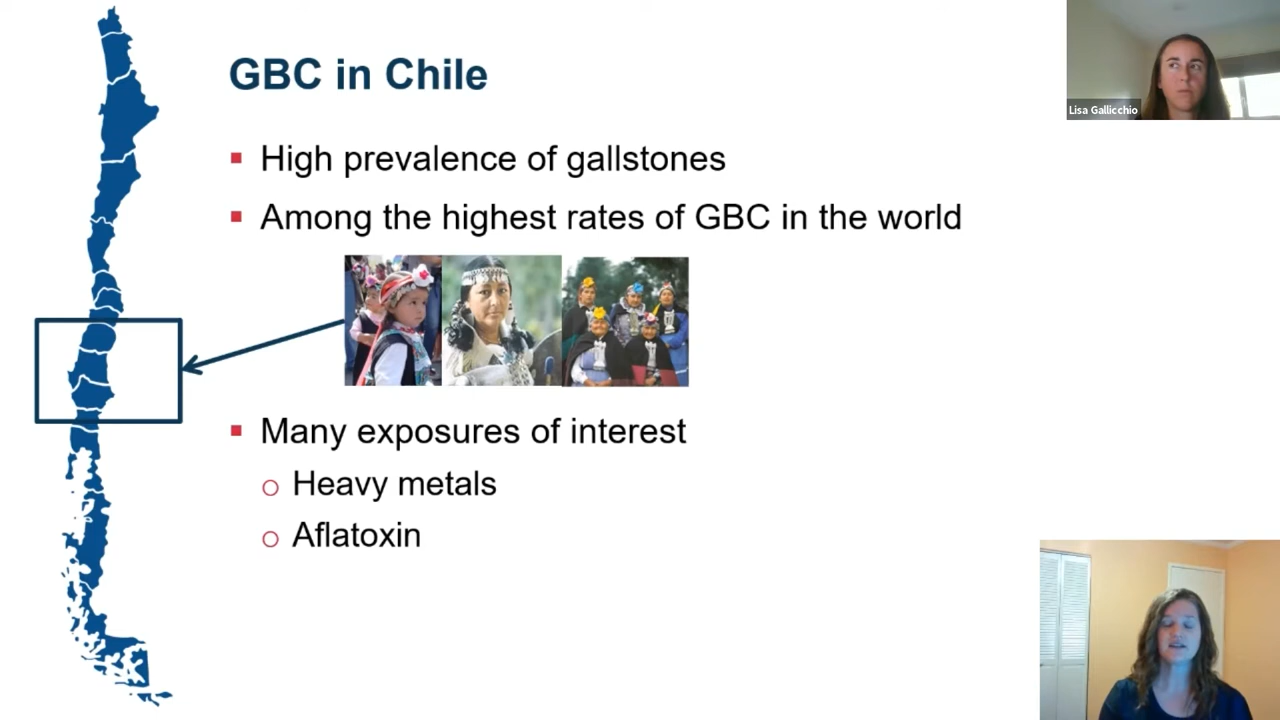 GBC in Chile
High prevalence of gallstones
Among the highest rates of GBC in the world
Many exposures of interest
Heavy metals
Aflatoxin
Lisa Gallicchio